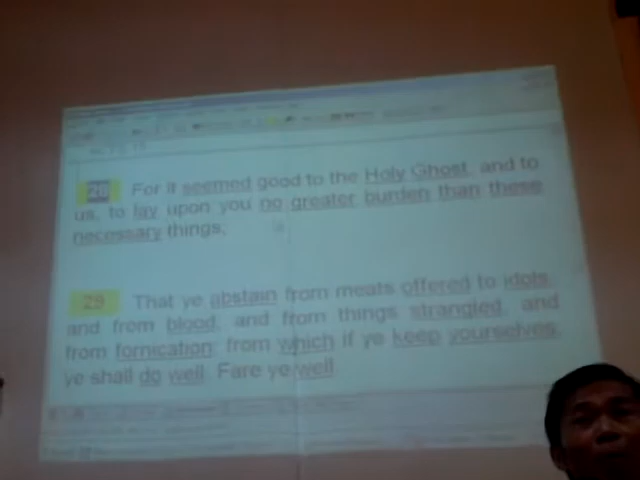 28 For it seemed good to the Holy Ghost, and to
us, to lay upon you no greater burden than these
necessary things;
29 That ye abstain from meats offered to idols,
and from blood, and from things strangled, and
from fornication: from which if ye keep yourselves,
ye shall do well. Fare ye well.